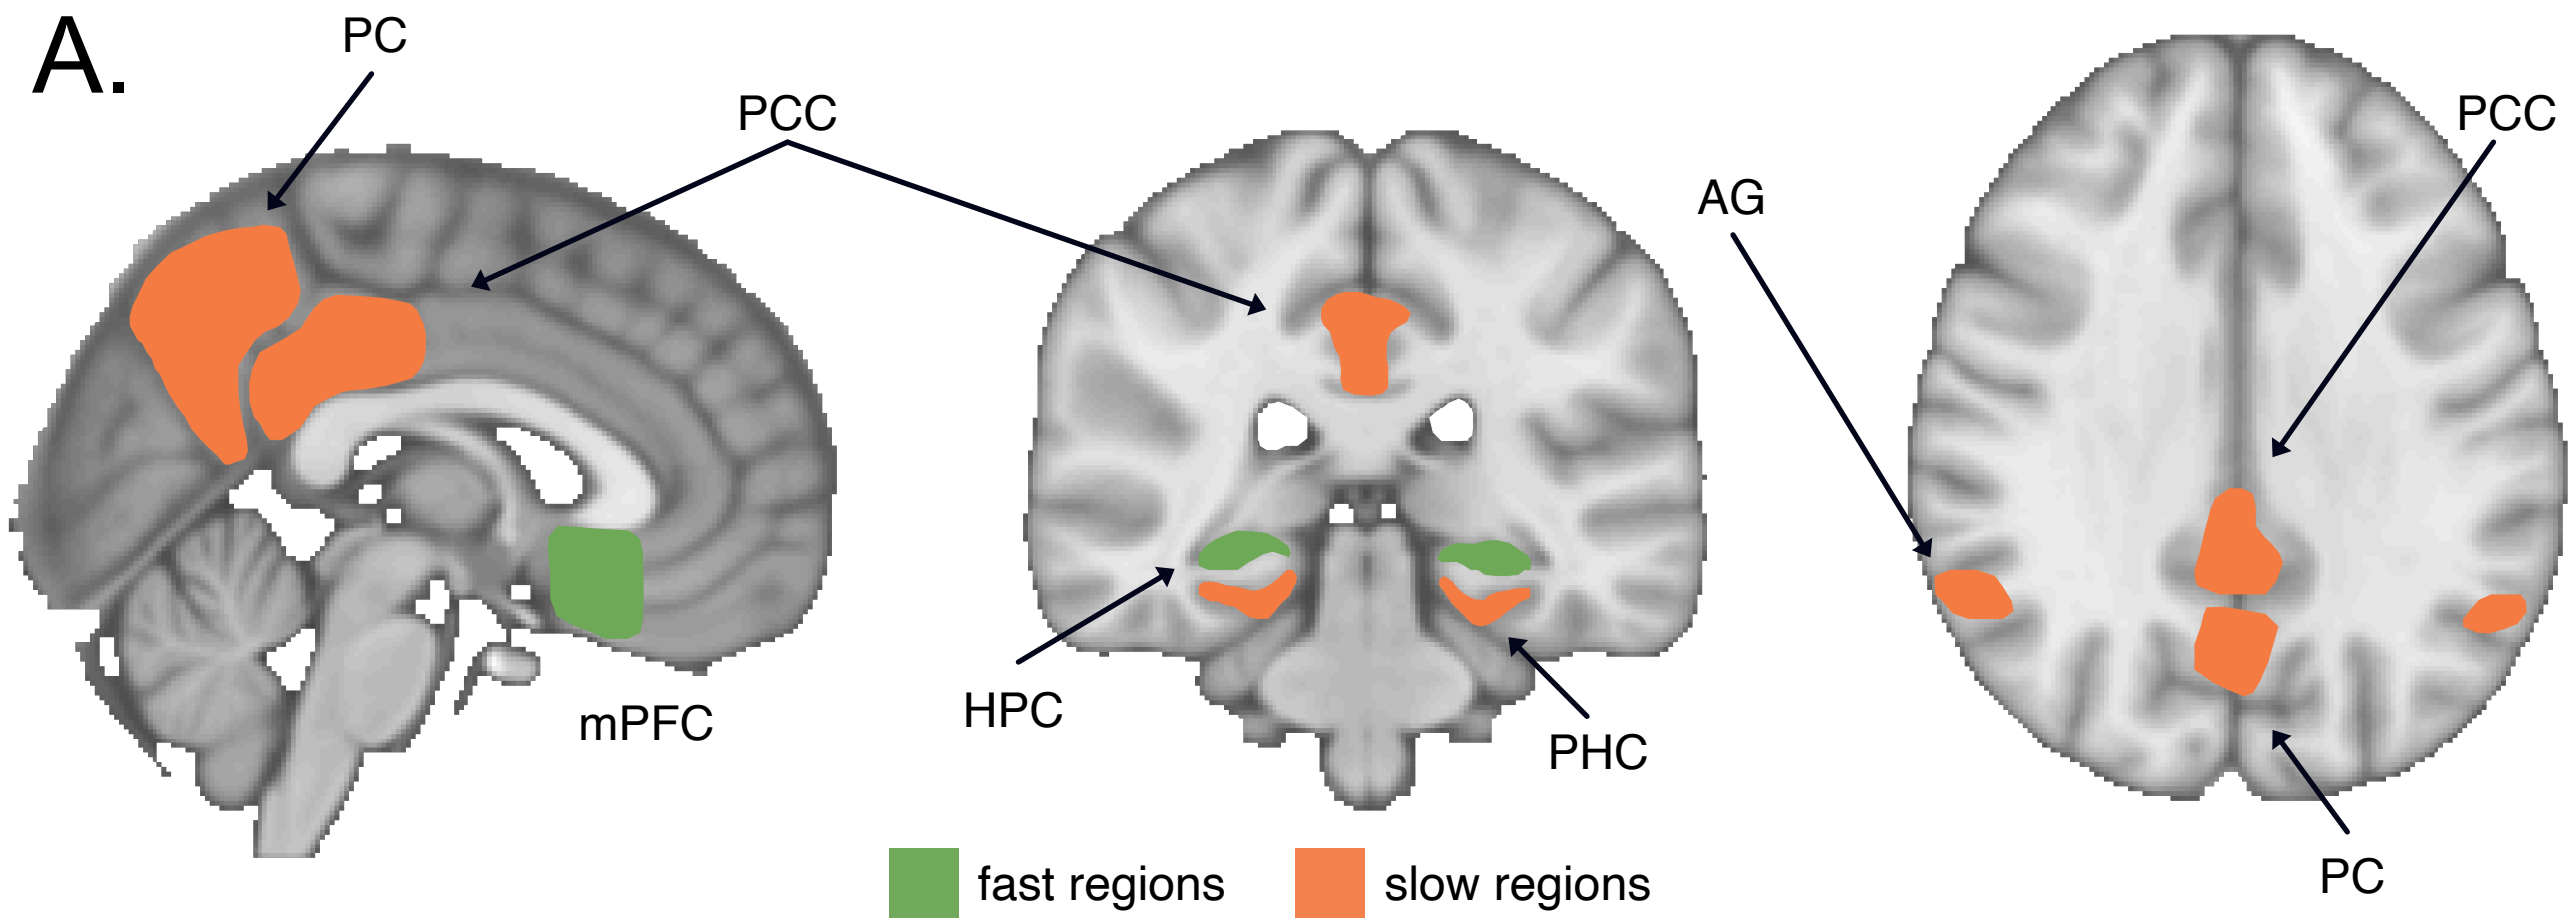 A.
PC
PCC
PCC
AG
HPC
mPFC
PHC
PC
fast regions
slow regions